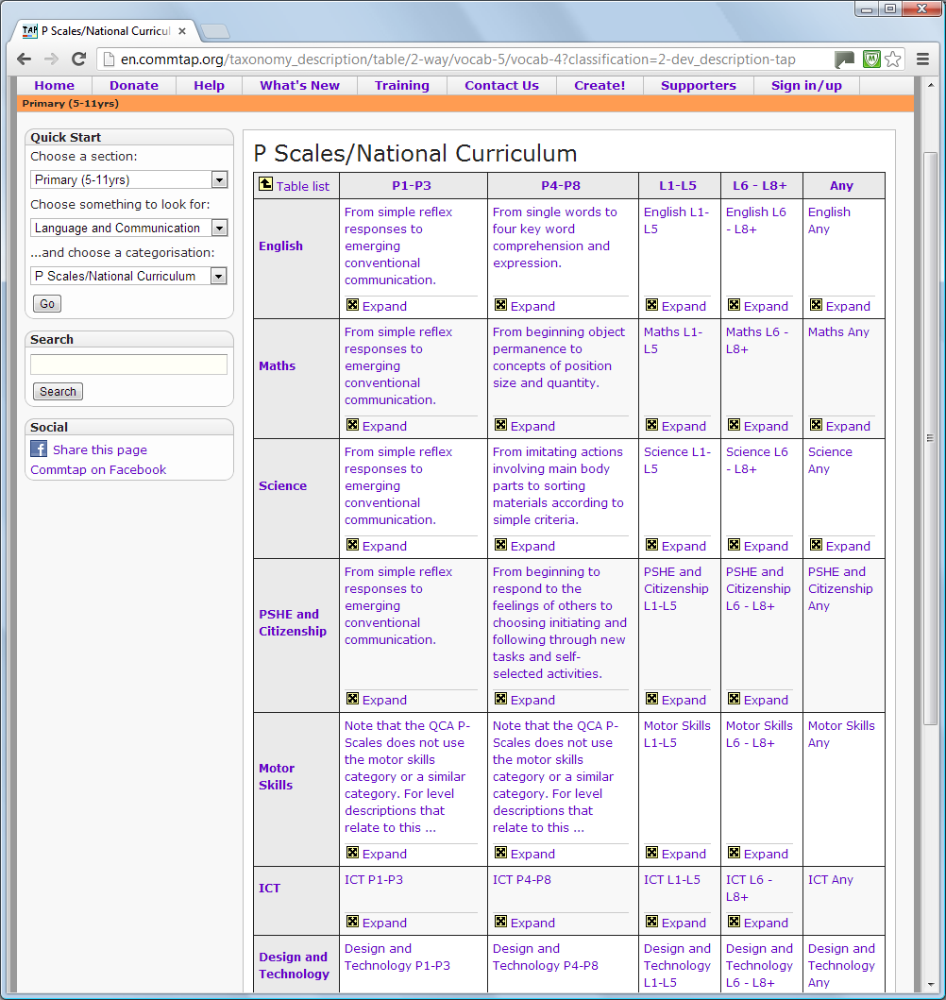 TAP P Scales/National Curricul
en.commtap.org/taxonomy_description/table/2-way/vocab-5/vocab-4?classification=2-dev_description-tap
Home Donate Help What's New Training Contact Us Create! Supporters Sign in/up
Primary (5-11yrs)
Quick Start
Choose a section:
Primary (5-11yrs)
Choose something to look for:
Language and Communication
...and choose a categorisation:
P Scales/National Curriculum
Go
Search
Search
Social
Share this page
Commtap on Facebook
P Scales/National Curriculum
Table list P1-P3 P4-P8 L1-L5 L6 - L8+ Any
English
From simple reflex
responses to
emerging
conventional
communication.
Expand
From single words to
four key word
comprehension and
expression.
Expand
English L1-
L5
Expand
English L6
- L8+
Expand
English
Any
Expand
Maths
From simple reflex
responses to
emerging
conventional
communication.
Expand
From beginning object
permanence to
concepts of position
size and quantity.
Expand
Maths L1-
L5
Expand
Maths L6 -
L8+
Expand
Maths Any
Expand
Science
From simple reflex
responses to
emerging
conventional
communication.
Expand
From imitating actions
involving main body
parts to sorting
materials according to
simple criteria.
Expand
Science L1-
L5
Expand
Science L6
- L8+
Expand
Science
Any
Expand
PSHE and
Citizenship
From simple reflex
responses to
emerging
conventional
communication.
Expand
From beginning to
respond to the
feelings of others to
choosing initiating and
following through new
tasks and self-
selected activities.
Expand
PSHE and
Citizenship
L1-L5
Expand
PSHE and
Citizenship
L6 - L8+
Expand
PSHE and
Citizenship
Any
Motor
Skills
Note that the QCA P-
Scales does not use
the motor skills
category or a similar
category. For level
descriptions that
relate to this ...
Expand
Note that the QCA P-
Scales does not use
the motor skills
category or a similar
category. For level
descriptions that
relate to this ...
Expand
Motor Skills
L1-L5
Expand
Motor Skills
L6 - L8+
Expand
Motor Skills
Any
ICT
ICT P1-P3
Expand
ICT P4-P8
Expand
ICT L1-L5
Expand
ICT L6 -
L8+
Expand
ICT Any
Design and
Technology
Design and
Technology P1-P3
Design and
Technology P4-P8
Design and
Technology
L1-L5
Design and
Technology
L6 - L8+
Design and
Technology
Any